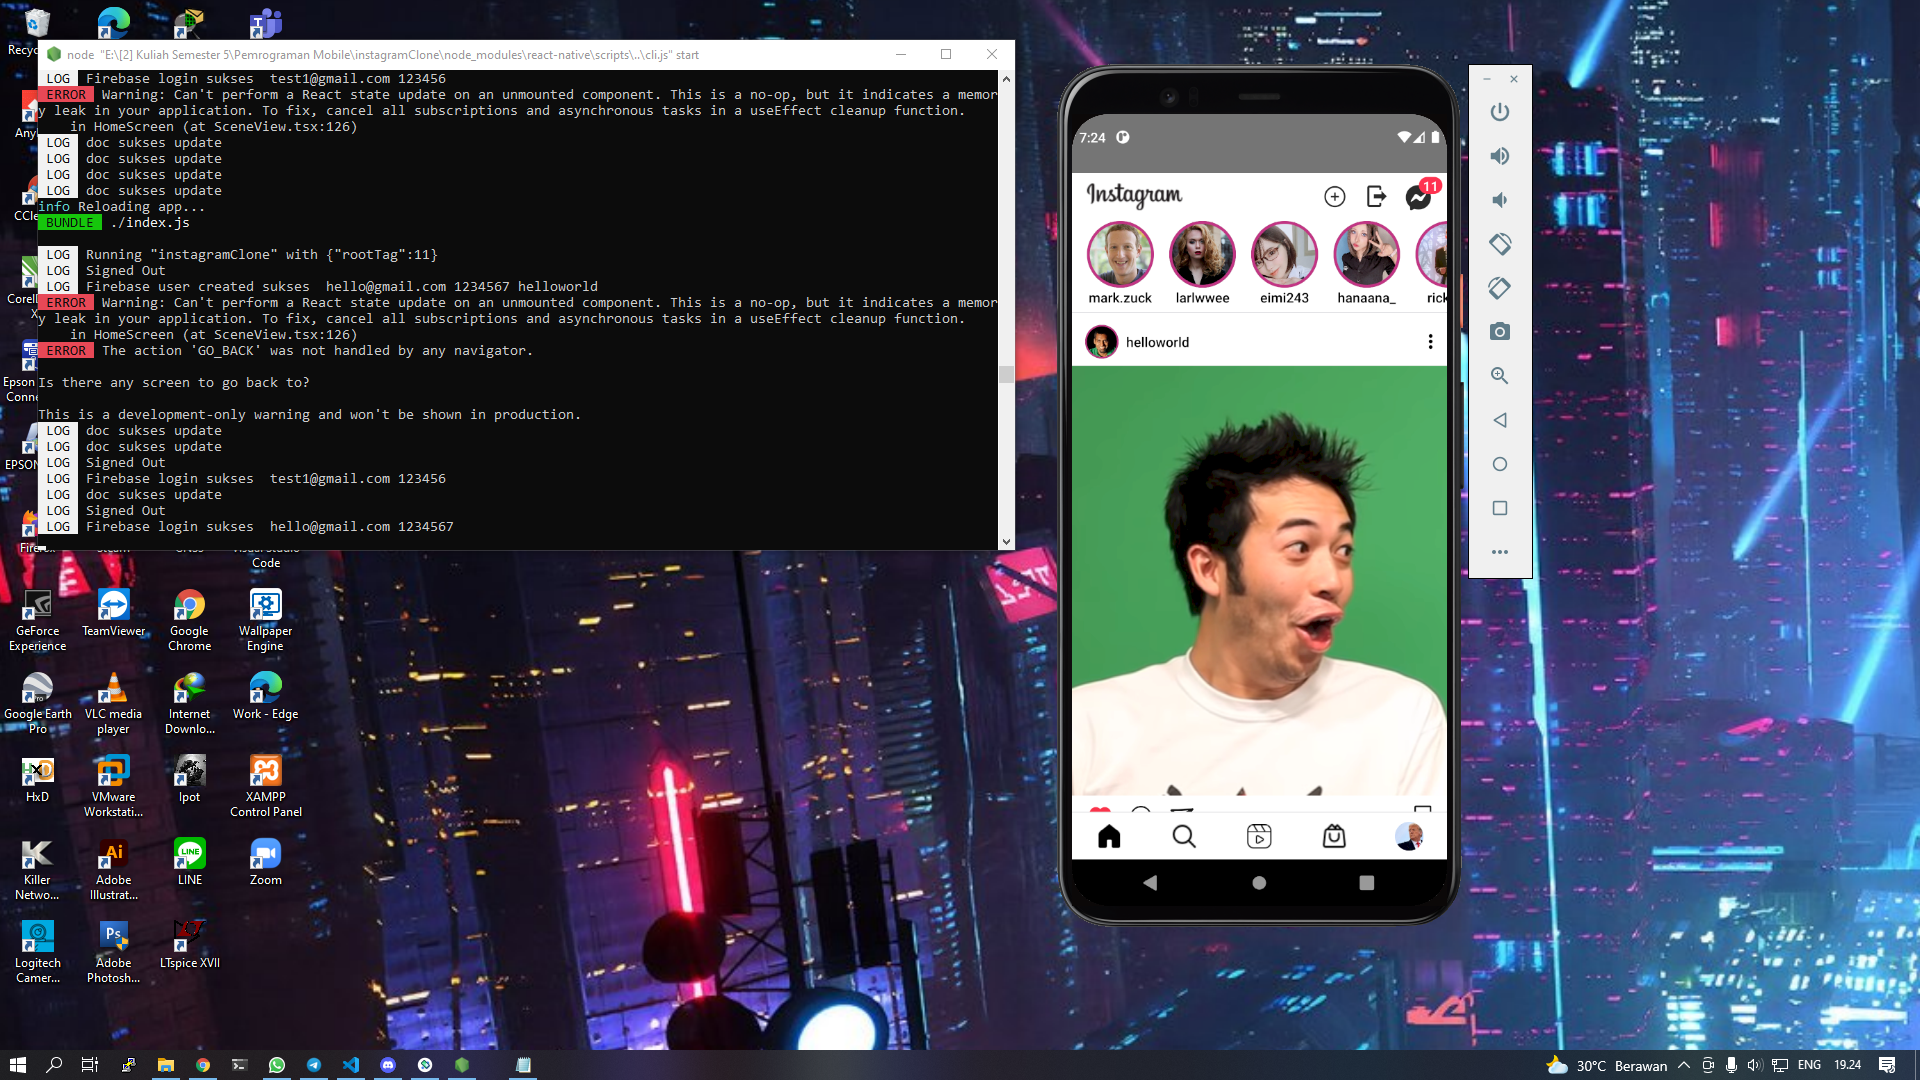 node "E:\[2] Kuliah Semester 5\Pemrograman Mobile\instagramClone\node_modules\react-native\scripts\..\cli.js" start
LOG Firebase login sukses test1@gmail.com 123456
ERROR Warning: Can't perform a React state update on an unmounted component. This is a no-op, but it indicates a memor
y leak in your application. To fix, cancel all subscriptions and asynchronous tasks in a useEffect cleanup function.
in HomeScreen (at SceneView.tsx:126)
LOG doc sukses update
LOG doc sukses update
LOG doc sukses update
LOG doc sukses update
info Reloading app...
BUNDLE ./index.js
LOG Running "instagramClone" with {"rootTag":11}
LOG Signed Out
LOG Firebase user created sukses hello@gmail.com 1234567 helloworld
ERROR Warning: Can't perform a React state update on an unmounted component. This is a no-op, but it indicates a memor
y leak in your application. To fix, cancel all subscriptions and asynchronous tasks in a useEffect cleanup function.
in HomeScreen (at SceneView.tsx:126)
ERROR The action 'GO_BACK' was not handled by any navigator.
Is there any screen to go back to?
This is a development-only warning and won't be shown in production.
LOG doc sukses update
LOG doc sukses update
LOG Signed Out
LOG Firebase login sukses test1@gmail.com 123456
LOG doc sukses update
LOG Signed Out
LOG Firebase login sukses hello@gmail.com 1234567
7:24
Instagram
11
mark.zuck larlwwee eimi243 hanaana_ rick
helloworld
Recy
Any
CCle
Corel
X
Epson
Conne
EPSON
Code
GeForce
Experience
TeamViewer
Google
Chrome
Wallpaper
Engine
Google Earth
Pro
VLC media
player
Internet
Downlo...
Work - Edge
HxD
VMware
Workstati...
Ipot
XAMPP
Control Panel
Killer
Netwo...
Adobe
Illustrat...
LINE
Zoom
Logitech
Camer...
Adobe
Photosh...
LTspice XVII
30°C Berawan ENG 19.24